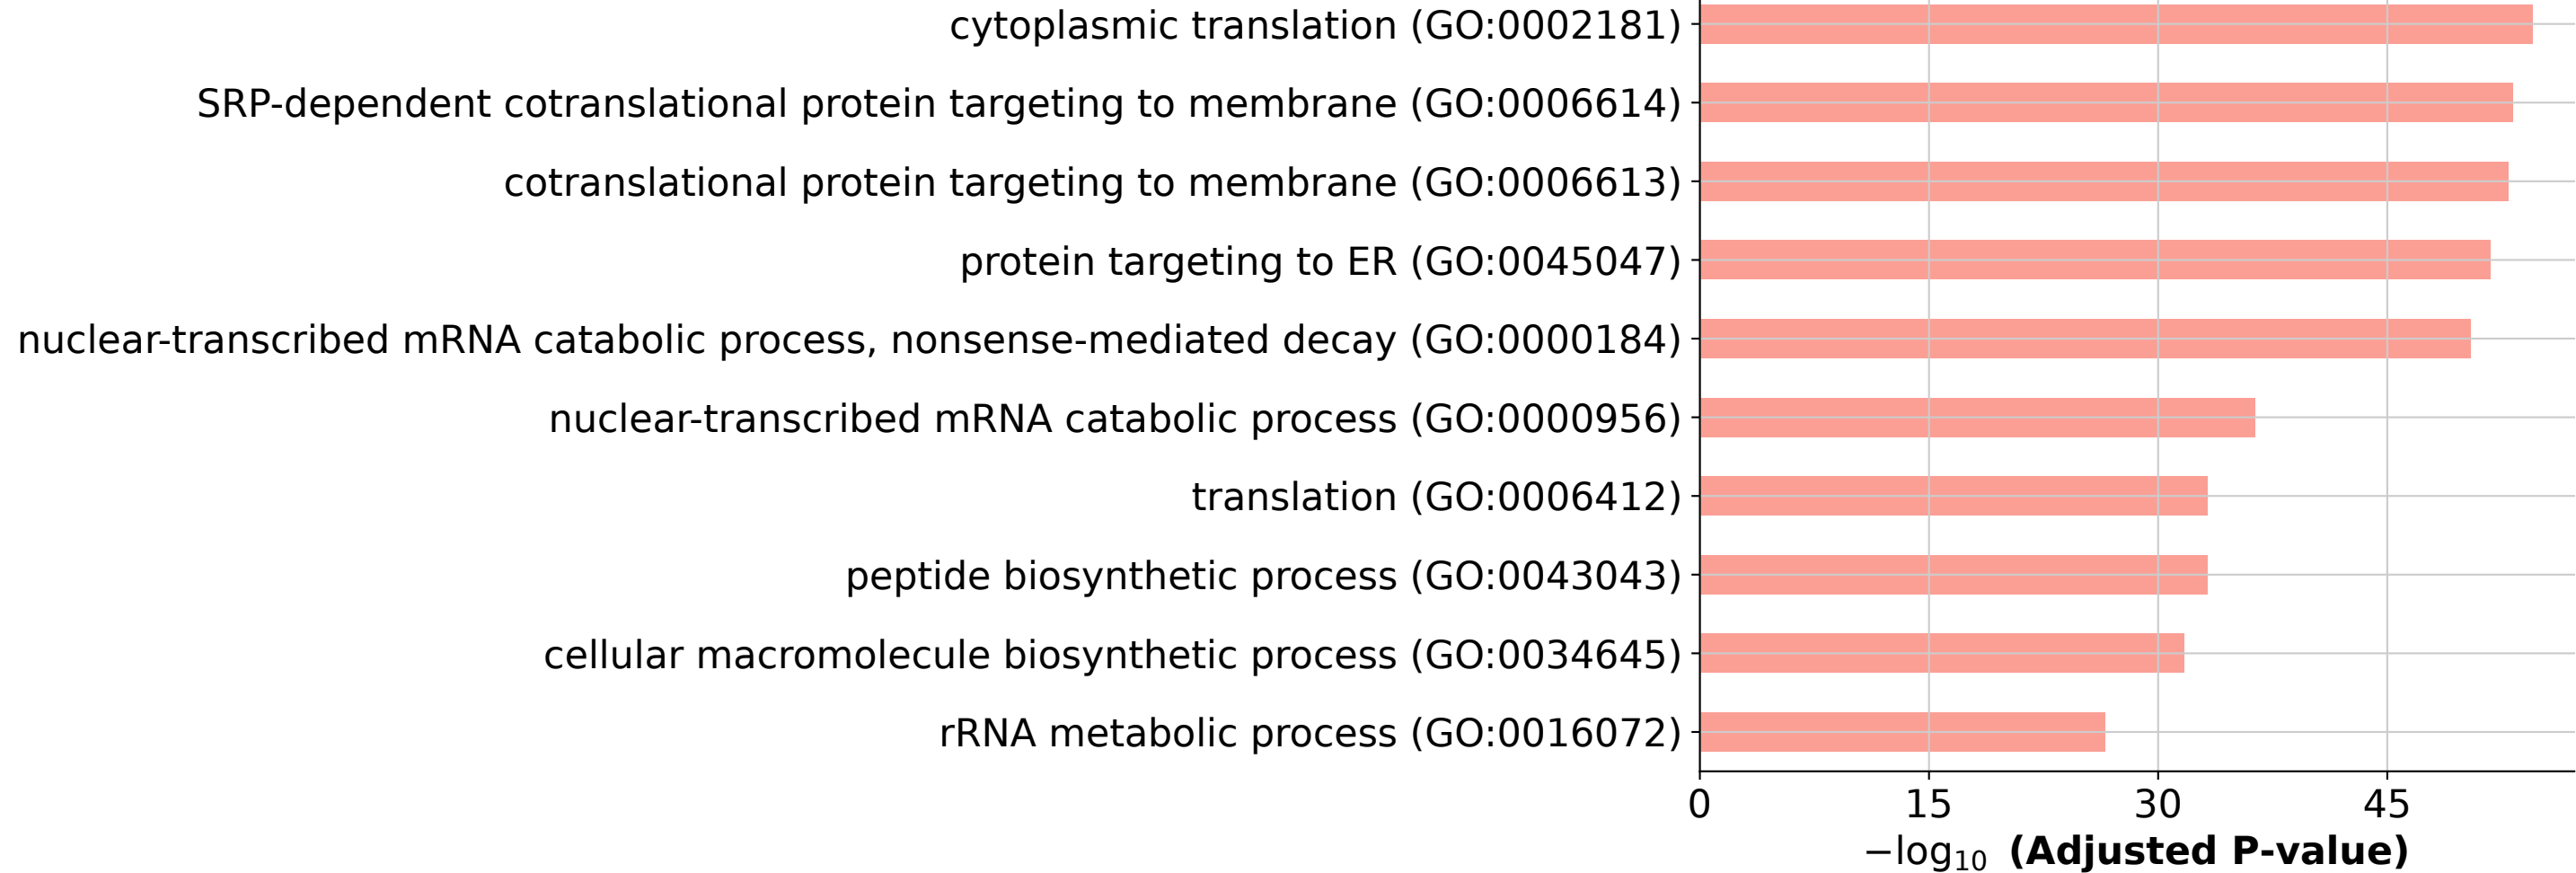 cytoplasmic translation (GO:0002181)
SRP-dependent cotranslational protein targeting to membrane (GO:0006614)
cotranslational protein targeting to membrane (GO:0006613)
protein targeting to ER (GO:0045047)
nuclear-transcribed mRNA catabolic process, nonsense-mediated decay (GO:0000184)
nuclear-transcribed mRNA catabolic process (GO:0000956)
translation (GO:0006412)
peptide biosynthetic process (GO:0043043)
cellular macromolecule biosynthetic process (GO:0034645)
rRNA metabolic process (GO:0016072)
0 15 30 45
−log₁₀ (Adjusted P-value)